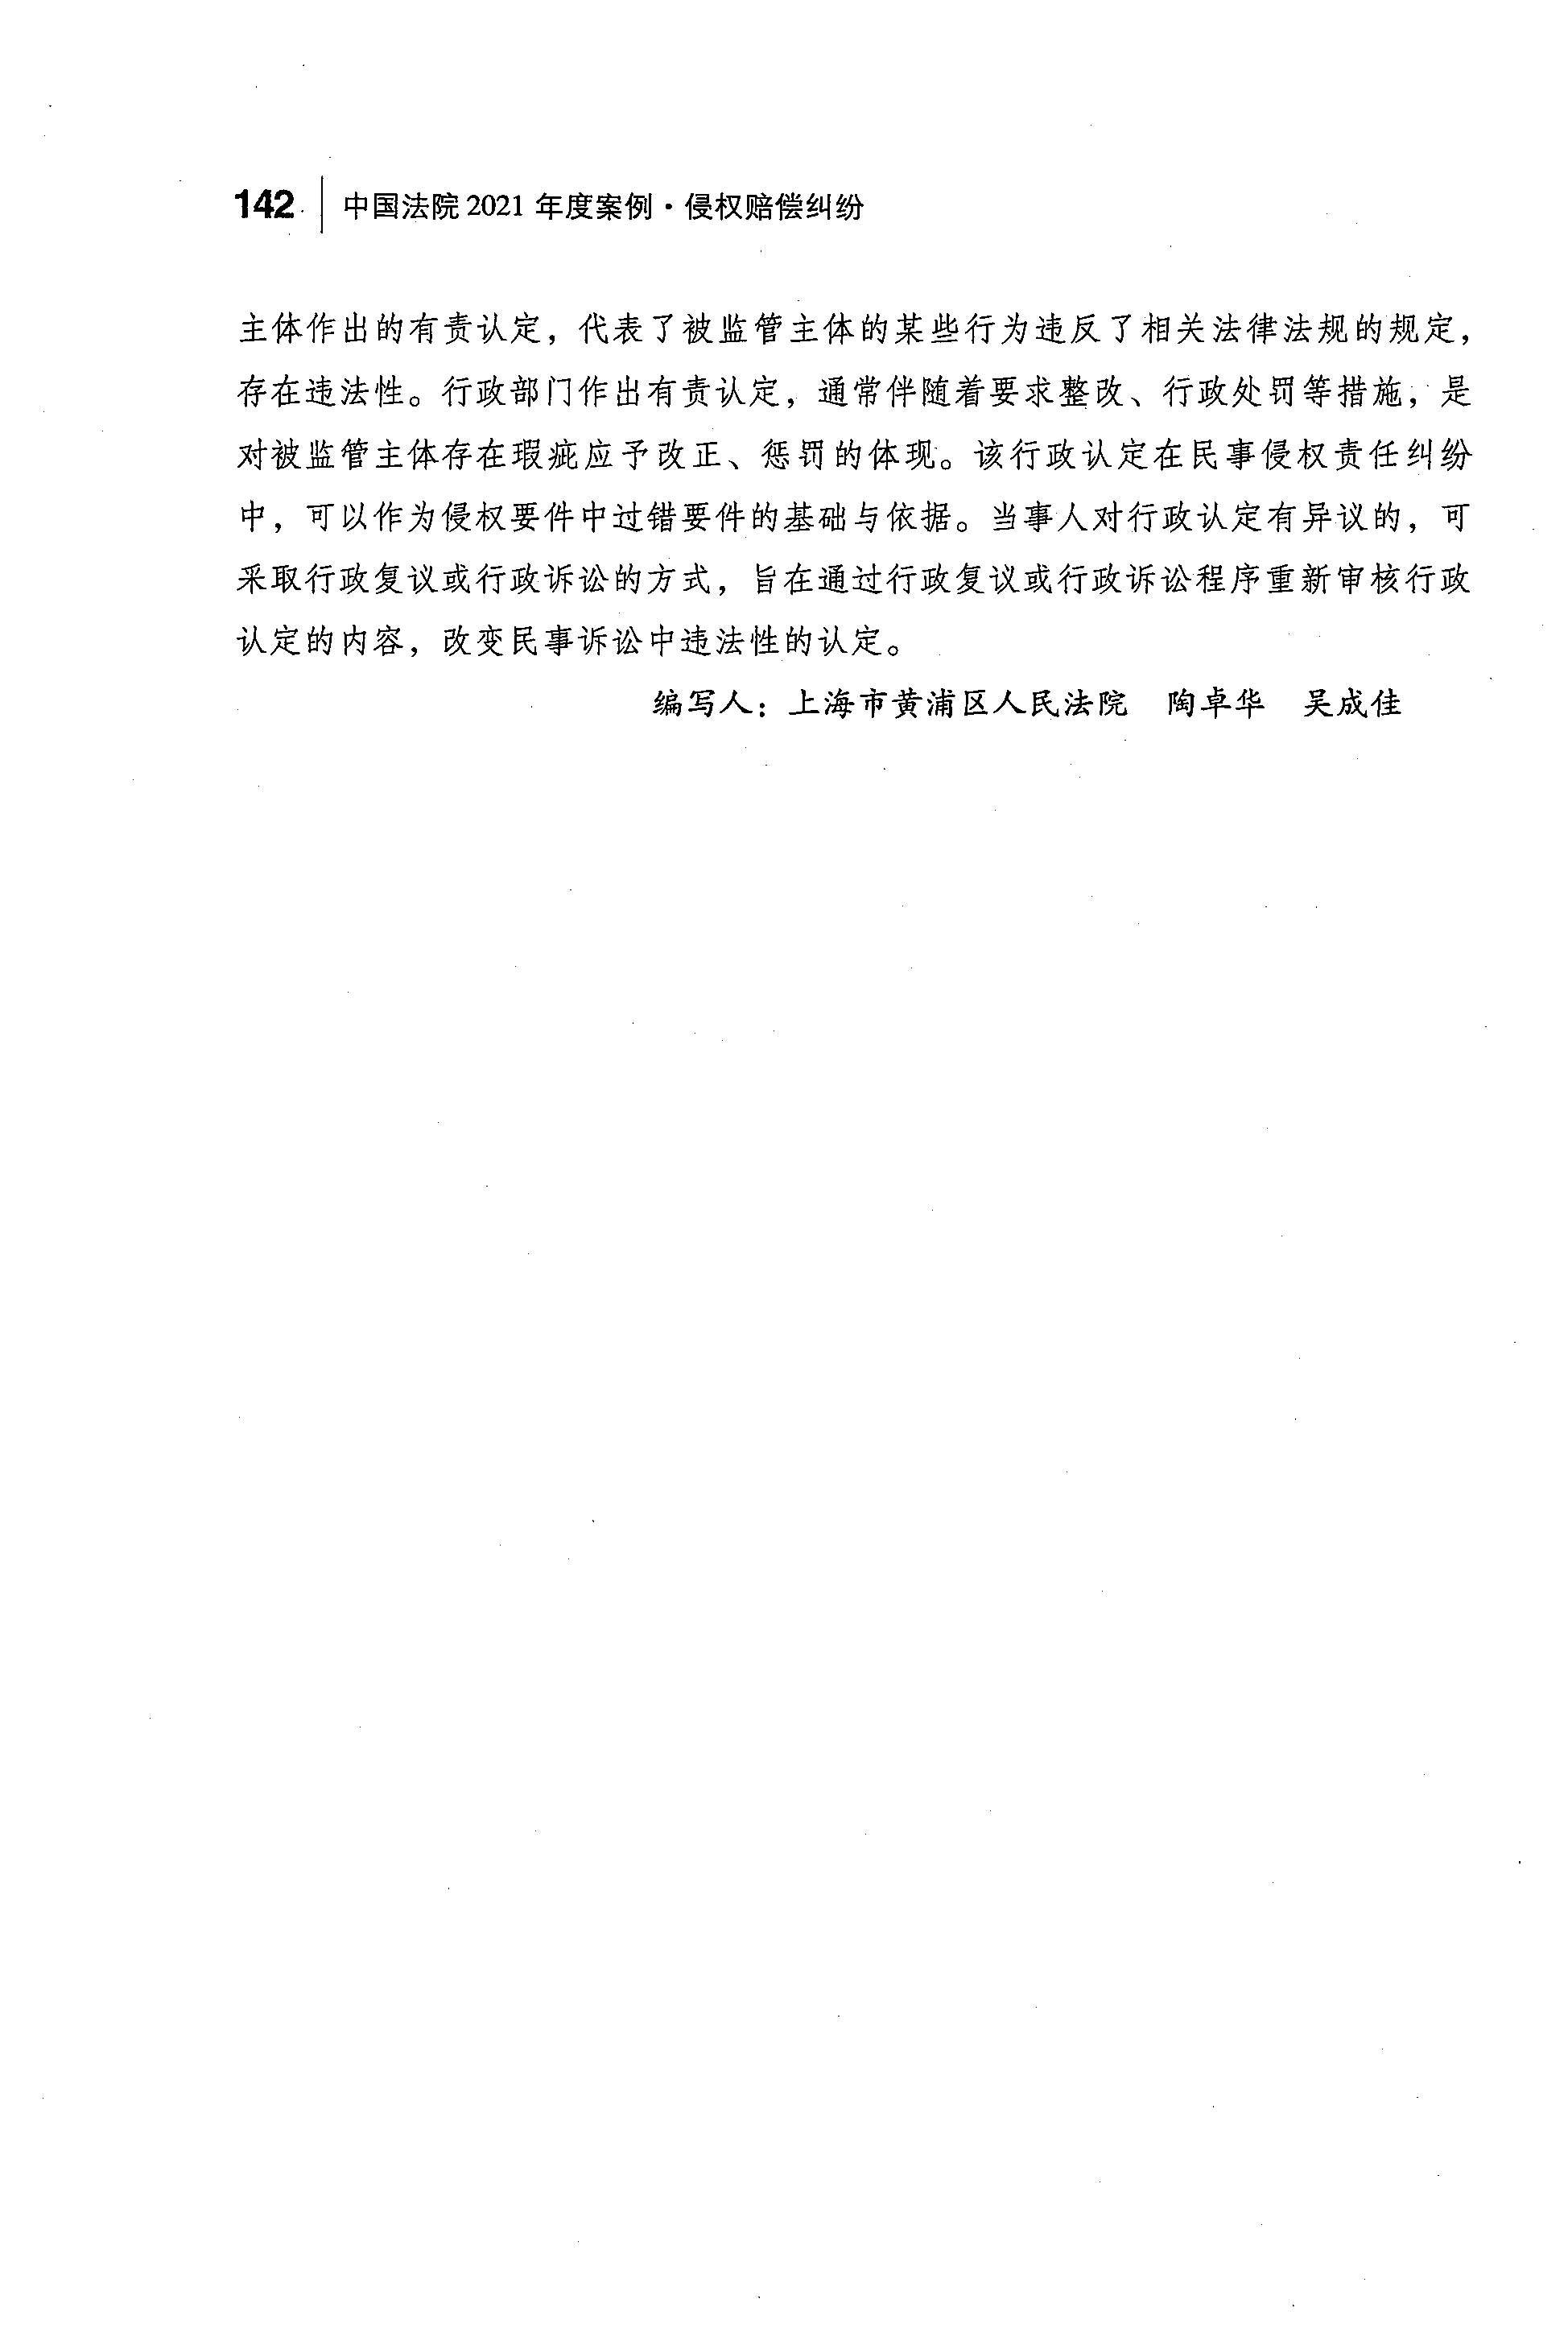 142 中国法院2021年度案例·侵权赔偿纠纷
主体作出的有责认定，代表了被监管主体的某些行为违反了相关法律法规的规定，
存在违法性。行政部门作出有责认定，通常伴随着要求整改、行政处罚等措施，是
对被监管主体存在瑕疵应予改正、惩罚的体现。该行政认定在民事侵权责任纠纷
中，可以作为侵权要件中过错要件的基础与依据。当事人对行政认定有异议的，可
采取行政复议或行政诉讼的方式，旨在通过行政复议或行政诉讼程序重新审核行政
认定的内容，改变民事诉讼中违法性的认定。
编写人：上海市黄浦区人民法院 陶卓华 吴成佳